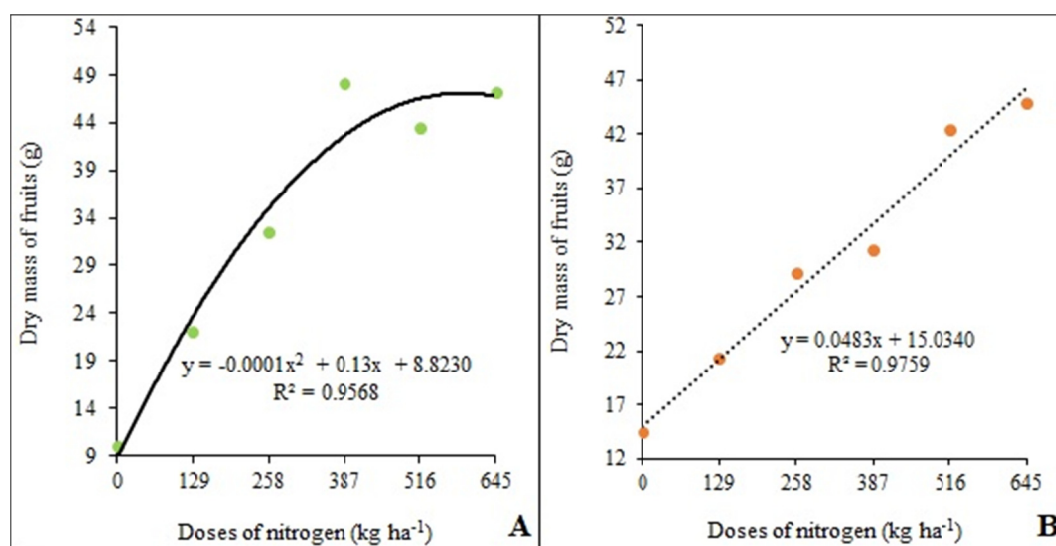 54
49
44
39
34
29
24
19
14
9
Dry mass of fruits (g)
y = -0.0001x² + 0.13x + 8.8230
R² = 0.9568
0 129 258 387 516 645
Doses of nitrogen (kg ha⁻¹)
A
52
47
42
37
32
27
22
17
12
Dry mass of fruits (g)
y = 0.0483x + 15.0340
R² = 0.9759
0 129 258 387 516 645
Doses of nitrogen (kg ha⁻¹)
B